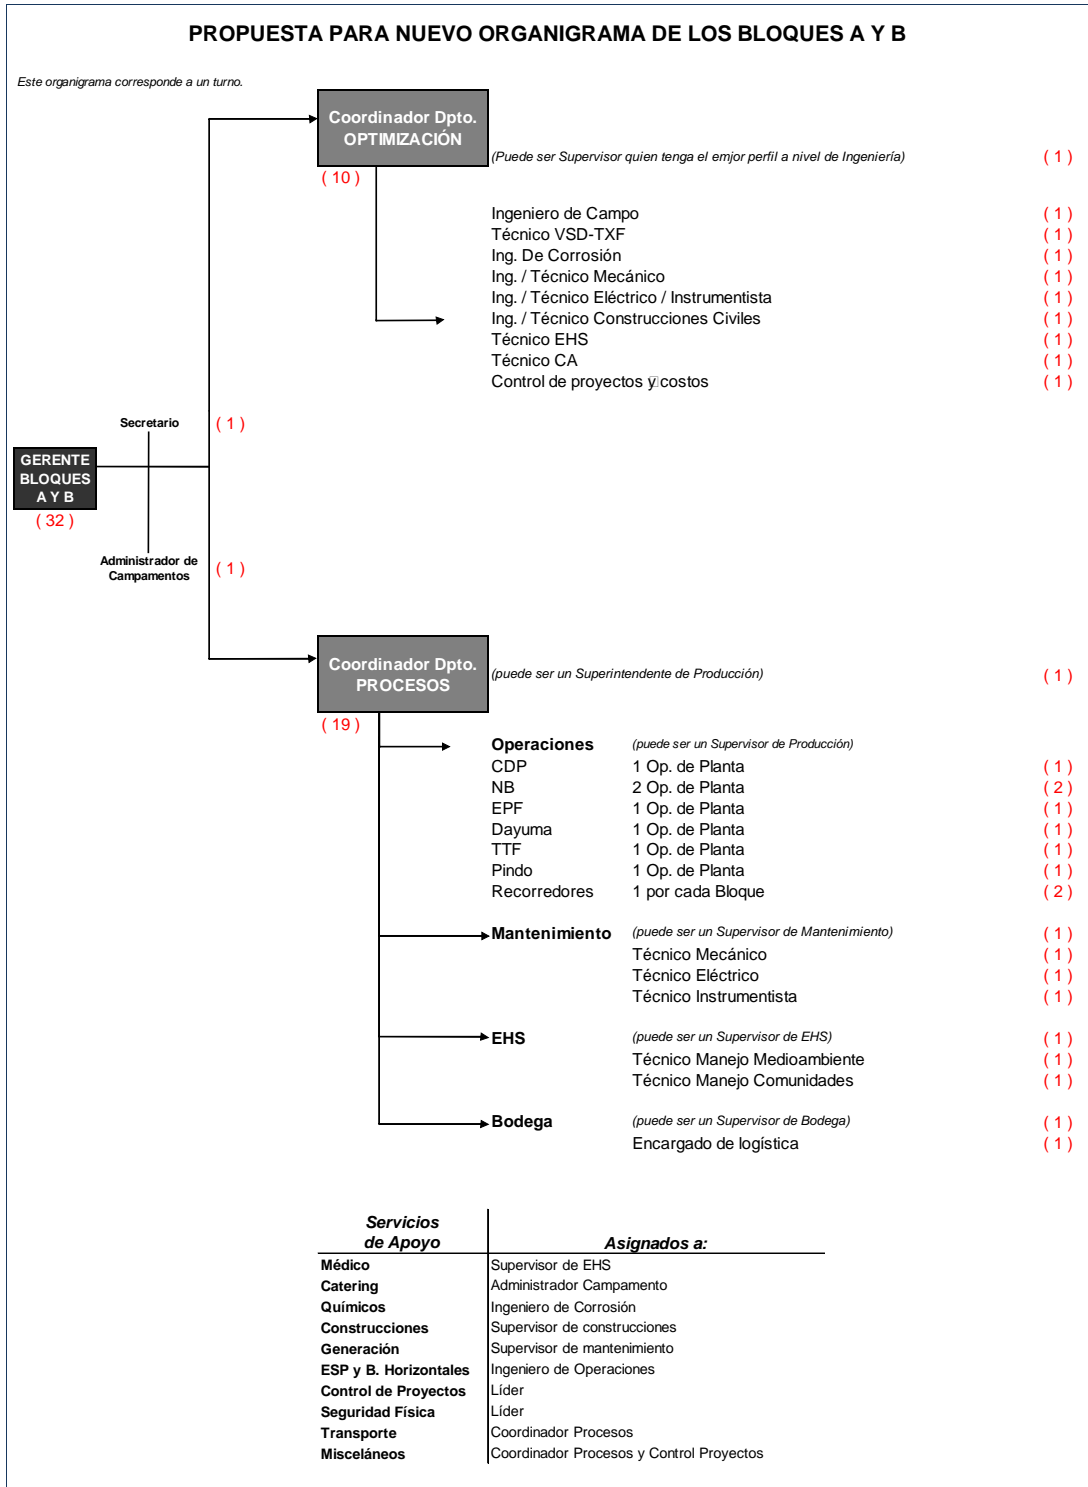 PROPUESTA PARA NUEVO ORGANIGRAMA DE LOS BLOQUES A Y B
Este organigrama corresponde a un turno.
Coordinador Dpto.
OPTIMIZACIÓN
(Puede ser Supervisor quien tenga el emjor perfil a nivel de Ingeniería) ( 1 )
( 10 )
Ingeniero de Campo ( 1 )
Técnico VSD-TXF ( 1 )
Ing. De Corrosión ( 1 )
Ing. / Técnico Mecánico ( 1 )
Ing. / Técnico Eléctrico / Instrumentista ( 1 )
Ing. / Técnico Construcciones Civiles ( 1 )
Técnico EHS ( 1 )
Técnico CA ( 1 )
Control de proyectos y costos ( 1 )
Secretario ( 1 )
GERENTE
BLOQUES
A Y B
( 32 )
Administrador de
Campamentos
( 1 )
Coordinador Dpto.
PROCESOS
(puede ser un Superintendente de Producción) ( 1 )
( 19 )
Operaciones (puede ser un Supervisor de Producción)
CDP 1 Op. de Planta ( 1 )
NB 2 Op. de Planta ( 2 )
EPF 1 Op. de Planta ( 1 )
Dayuma 1 Op. de Planta ( 1 )
TTF 1 Op. de Planta ( 1 )
Pindo 1 Op. de Planta ( 1 )
Recorredores 1 por cada Bloque ( 2 )
Mantenimiento (puede ser un Supervisor de Mantenimiento) ( 1 )
Técnico Mecánico ( 1 )
Técnico Eléctrico ( 1 )
Técnico Instrumentista ( 1 )
EHS (puede ser un Supervisor de EHS) ( 1 )
Técnico Manejo Medioambiente ( 1 )
Técnico Manejo Comunidades ( 1 )
Bodega (puede ser un Supervisor de Bodega) ( 1 )
Encargado de logística ( 1 )
Servicios
de Apoyo Asignados a:
Médico Supervisor de EHS
Catering Administrador Campamento
Químicos Ingeniero de Corrosión
Construcciones Supervisor de construcciones
Generación Supervisor de mantenimiento
ESP y B. Horizontales Ingeniero de Operaciones
Control de Proyectos Líder
Seguridad Física Líder
Transporte Coordinador Procesos
Misceláneos Coordinador Procesos y Control Proyectos